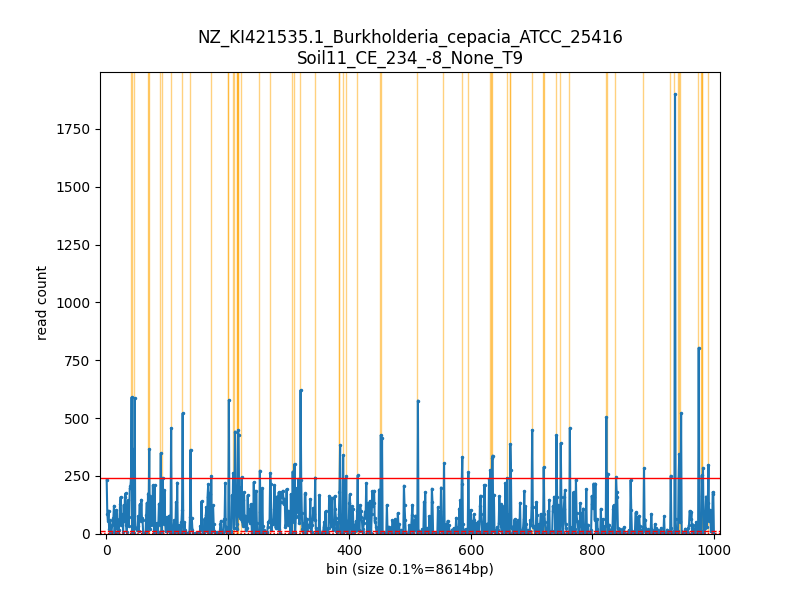 NZ_KI421535.1_Burkholderia_cepacia_ATCC_25416
Soil11_CE_234_-8_None_T9
1750
1500
1250
1000
750
500
250
0
read count
0 200 400 600 800 1000
bin (size 0.1%=8614bp)